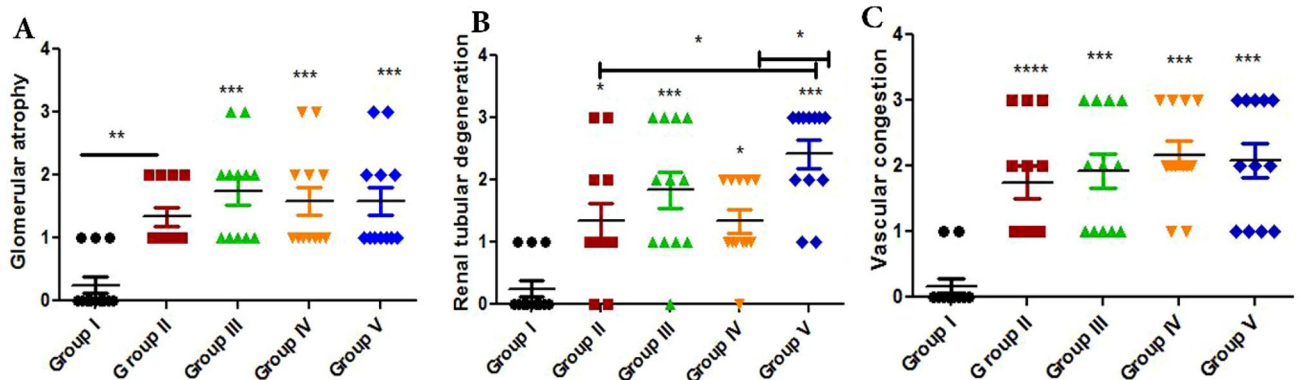 A
Glomerular atrophy
4
3
2
1
0
**
***
***
***
Group I
G roup II
Group III
Group IV
Group V
B
Renal tubular degeneration
4
3
2
1
0
*
*
*
***
*
***
Group I
Group II
Group III
Group IV
Group V
C
Vascular congestion
4
3
2
1
0
****
***
***
***
Group I
G roup II
Group III
Group IV
Group V